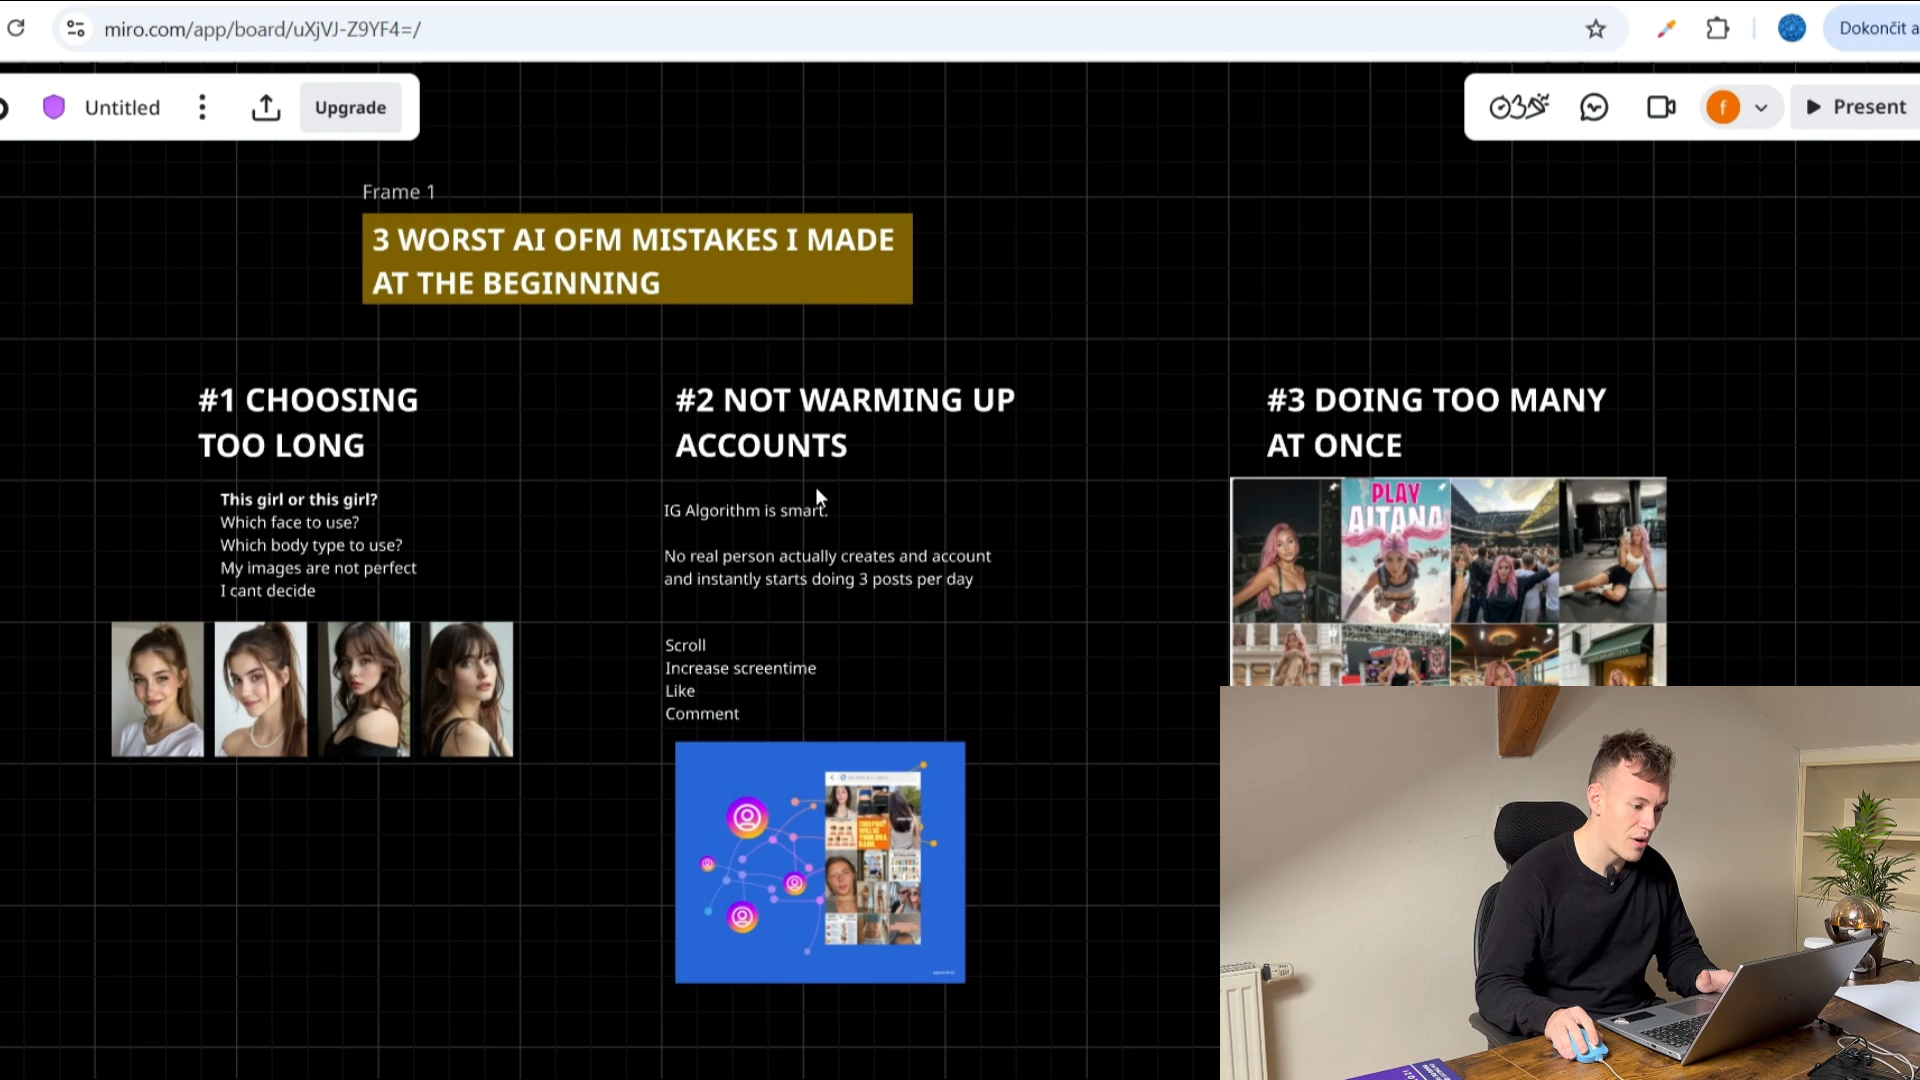 miro.com/app/board/uXjVJ-Z9YF4=/
Dokončit a
Untitled
Upgrade
f
Present
Frame 1
3 WORST AI OFM MISTAKES I MADE
AT THE BEGINNING
#1 CHOOSING
TOO LONG
This girl or this girl?
Which face to use?
Which body type to use?
My images are not perfect
I cant decide
#2 NOT WARMING UP
ACCOUNTS
IG Algorithm is smart.
No real person actually creates and account
and instantly starts doing 3 posts per day
Scroll
Increase screentime
Like
Comment
#3 DOING TOO MANY
AT ONCE
PLAY
AITANA